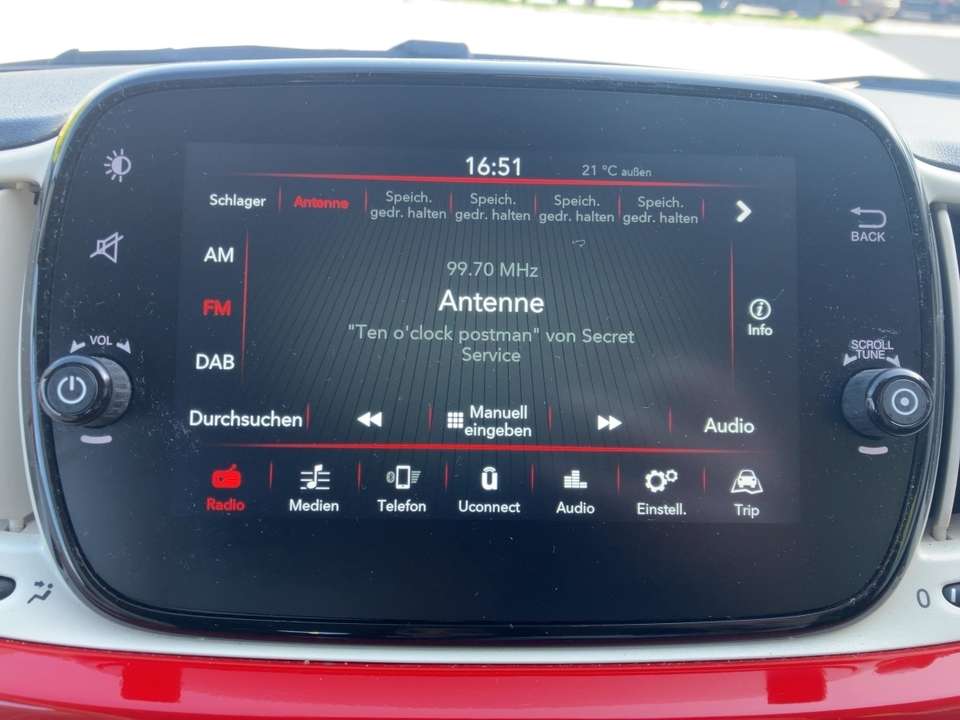 16:51
21 °C außen
Schlager
Antenne
Speich.
gedr. halten
Speich.
gedr. halten
Speich.
gedr. halten
Speich.
gedr. halten
BACK
AM
99.70 MHz
Antenne
FM
Info
"Ten o'clock postman" von Secret
Service
VOL
SCROLL
TUNE
DAB
Durchsuchen
Manuell
eingeben
Audio
Radio
Medien
Telefon
Uconnect
Audio
Einstell.
Trip
0